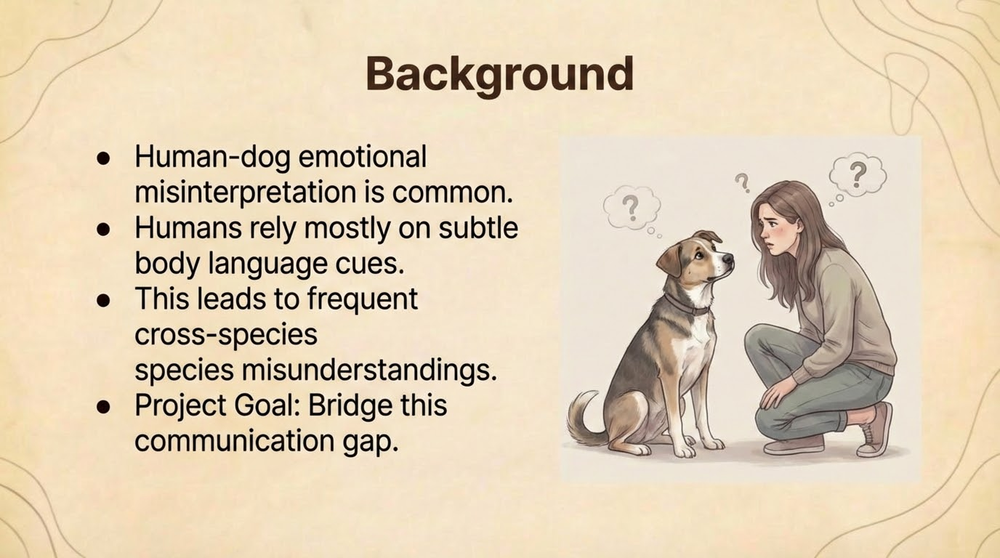 Background
● Human-dog emotional
misinterpretation is common.
● Humans rely mostly on subtle
body language cues.
● This leads to frequent
cross-species
species misunderstandings.
● Project Goal: Bridge this
communication gap.
?
?
?